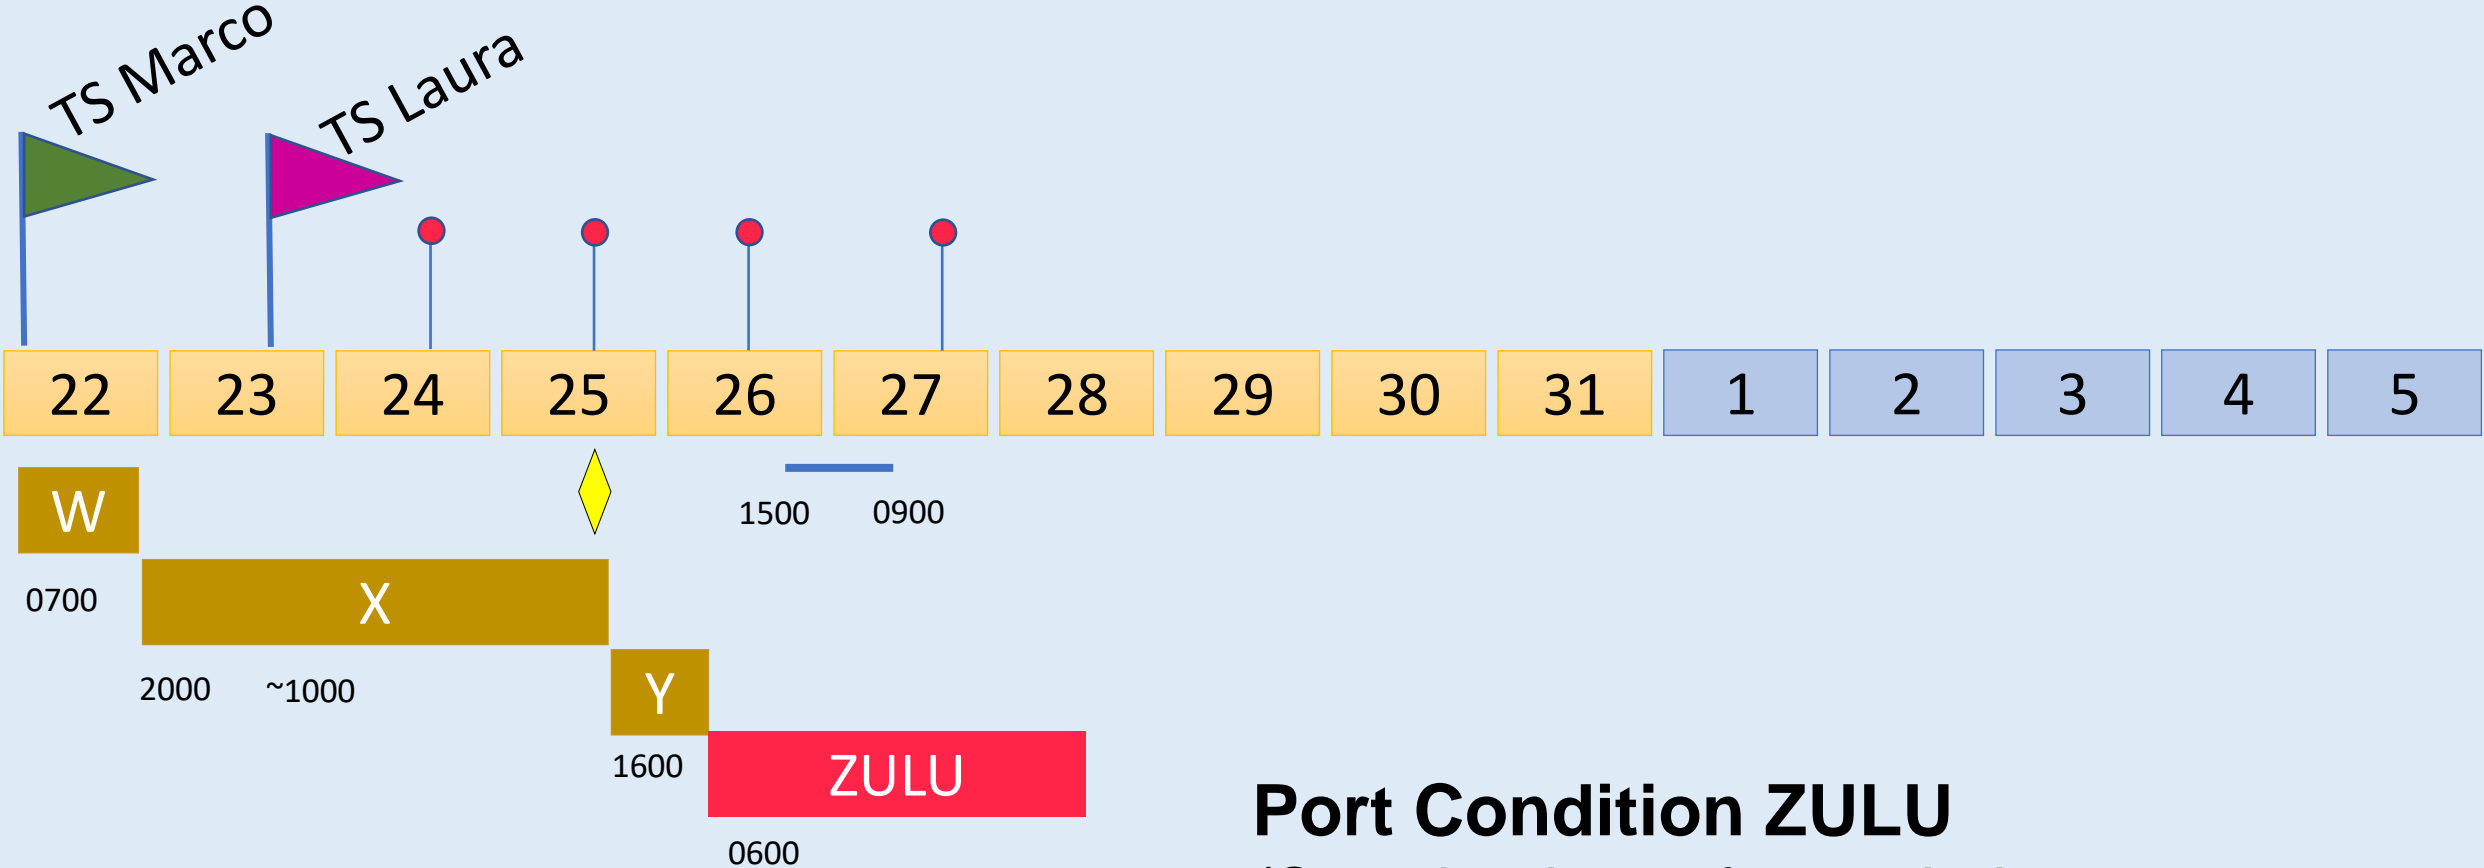 TS Marco
TS Laura
22 23 24 25 26 27 28 29 30 31 1 2 3 4 5
W
1500 0900
0700
X
2000 ~1000
Y
1600
ZULU
Port Condition ZULU
0600